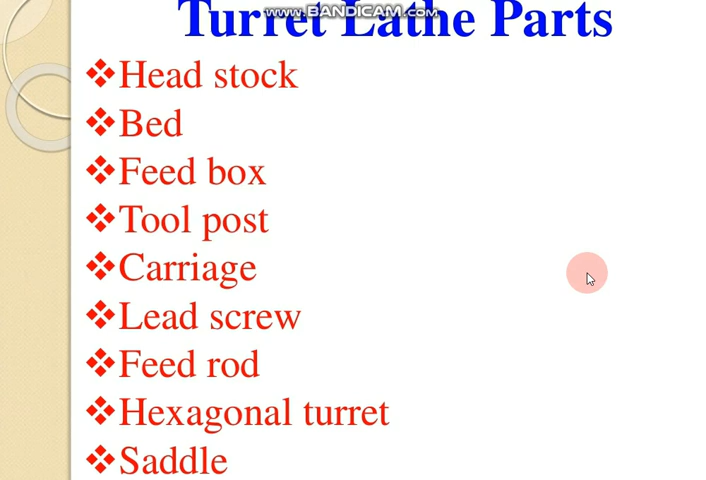 www.BANDICAM.com
Turret Lathe Parts
❖Head stock
❖Bed
❖Feed box
❖Tool post
❖Carriage
❖Lead screw
❖Feed rod
❖Hexagonal turret
❖Saddle